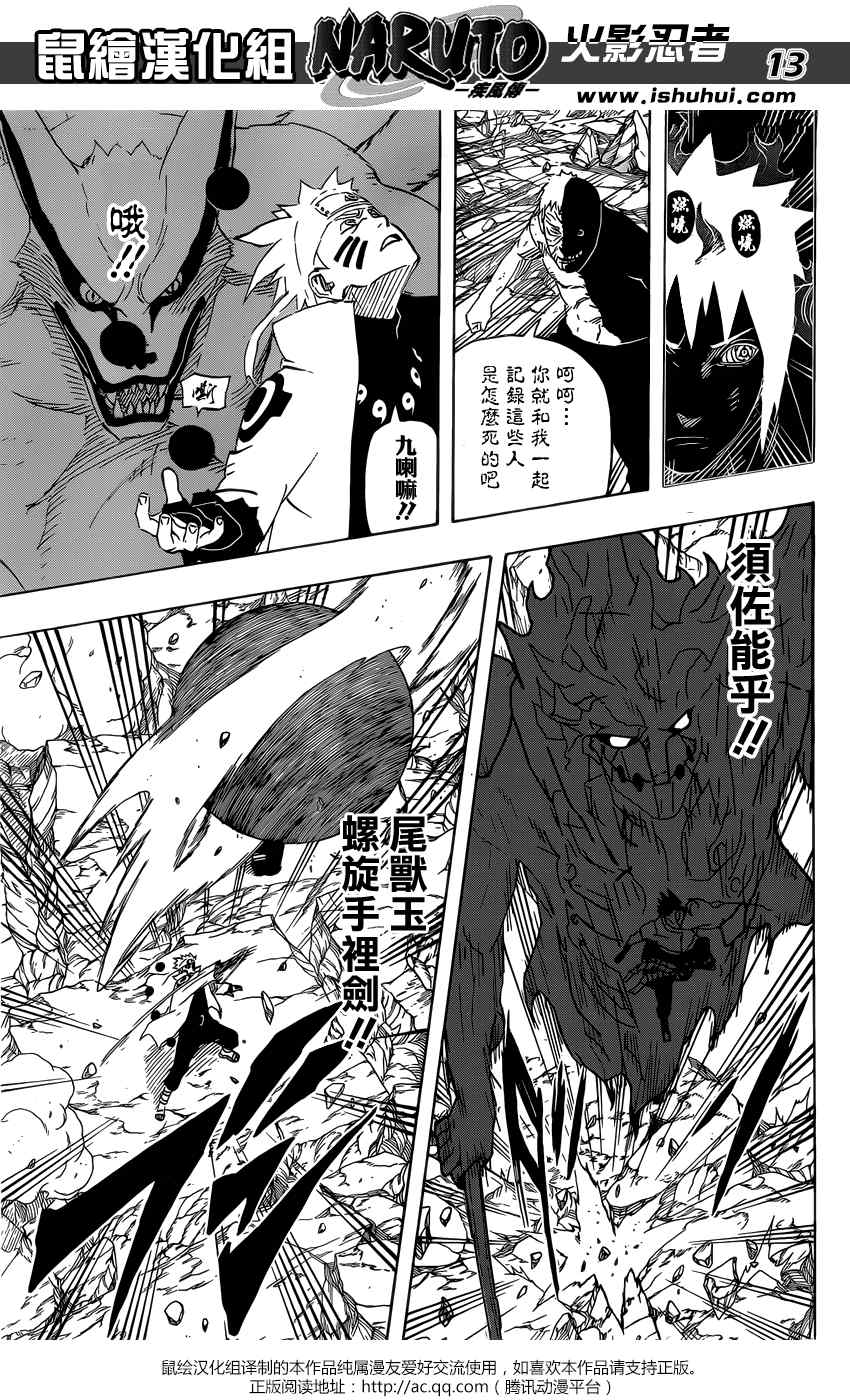 鼠繪漢化組
NARUTO
-疾風傳-
火影忍者
13
www.ishuhui.com
燃燒
燃燒
呵呵…
你就和我一起
記錄這些人
是怎麼死的吧
九喇嘛!!
哦!!
須佐能乎!!
尾獸玉
螺旋手裡劍!!
鼠绘汉化组译制的本作品纯属漫友爱好交流使用，如喜欢本作品请支持正版。
正版阅读地址：http://ac.qq.com（腾讯动漫平台）